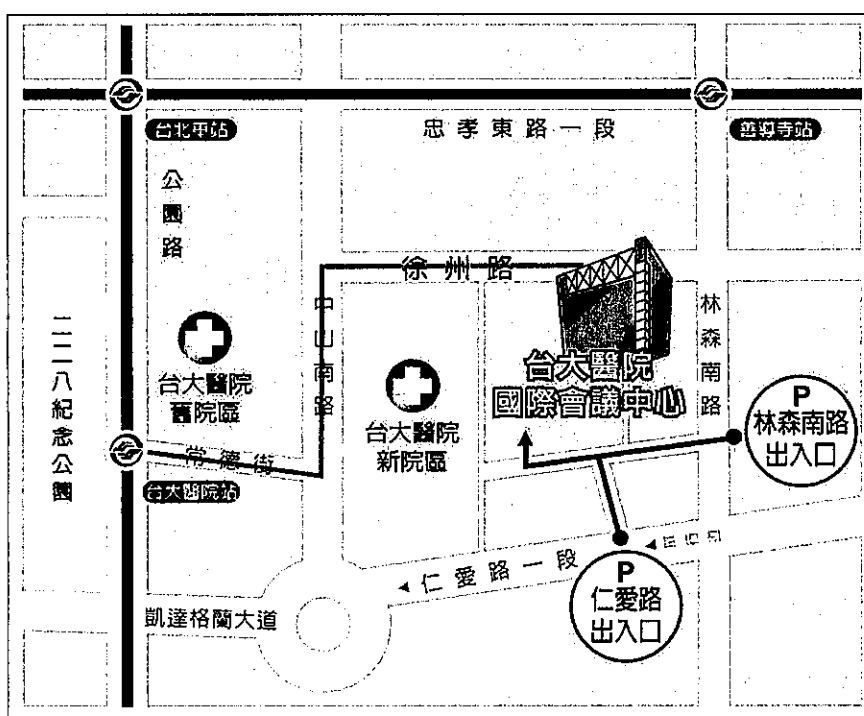 台北車站
忠孝東路一段
善導寺站
公園路
徐州路
中山南路
林森南路
二二八紀念公園
台大醫院
舊院區
台大醫院
新院區
台大醫院
國際會議中心
P
林森南路
出入口
常德街
台大醫院站
仁愛路一段
P
仁愛路
出入口
凱達格蘭大道